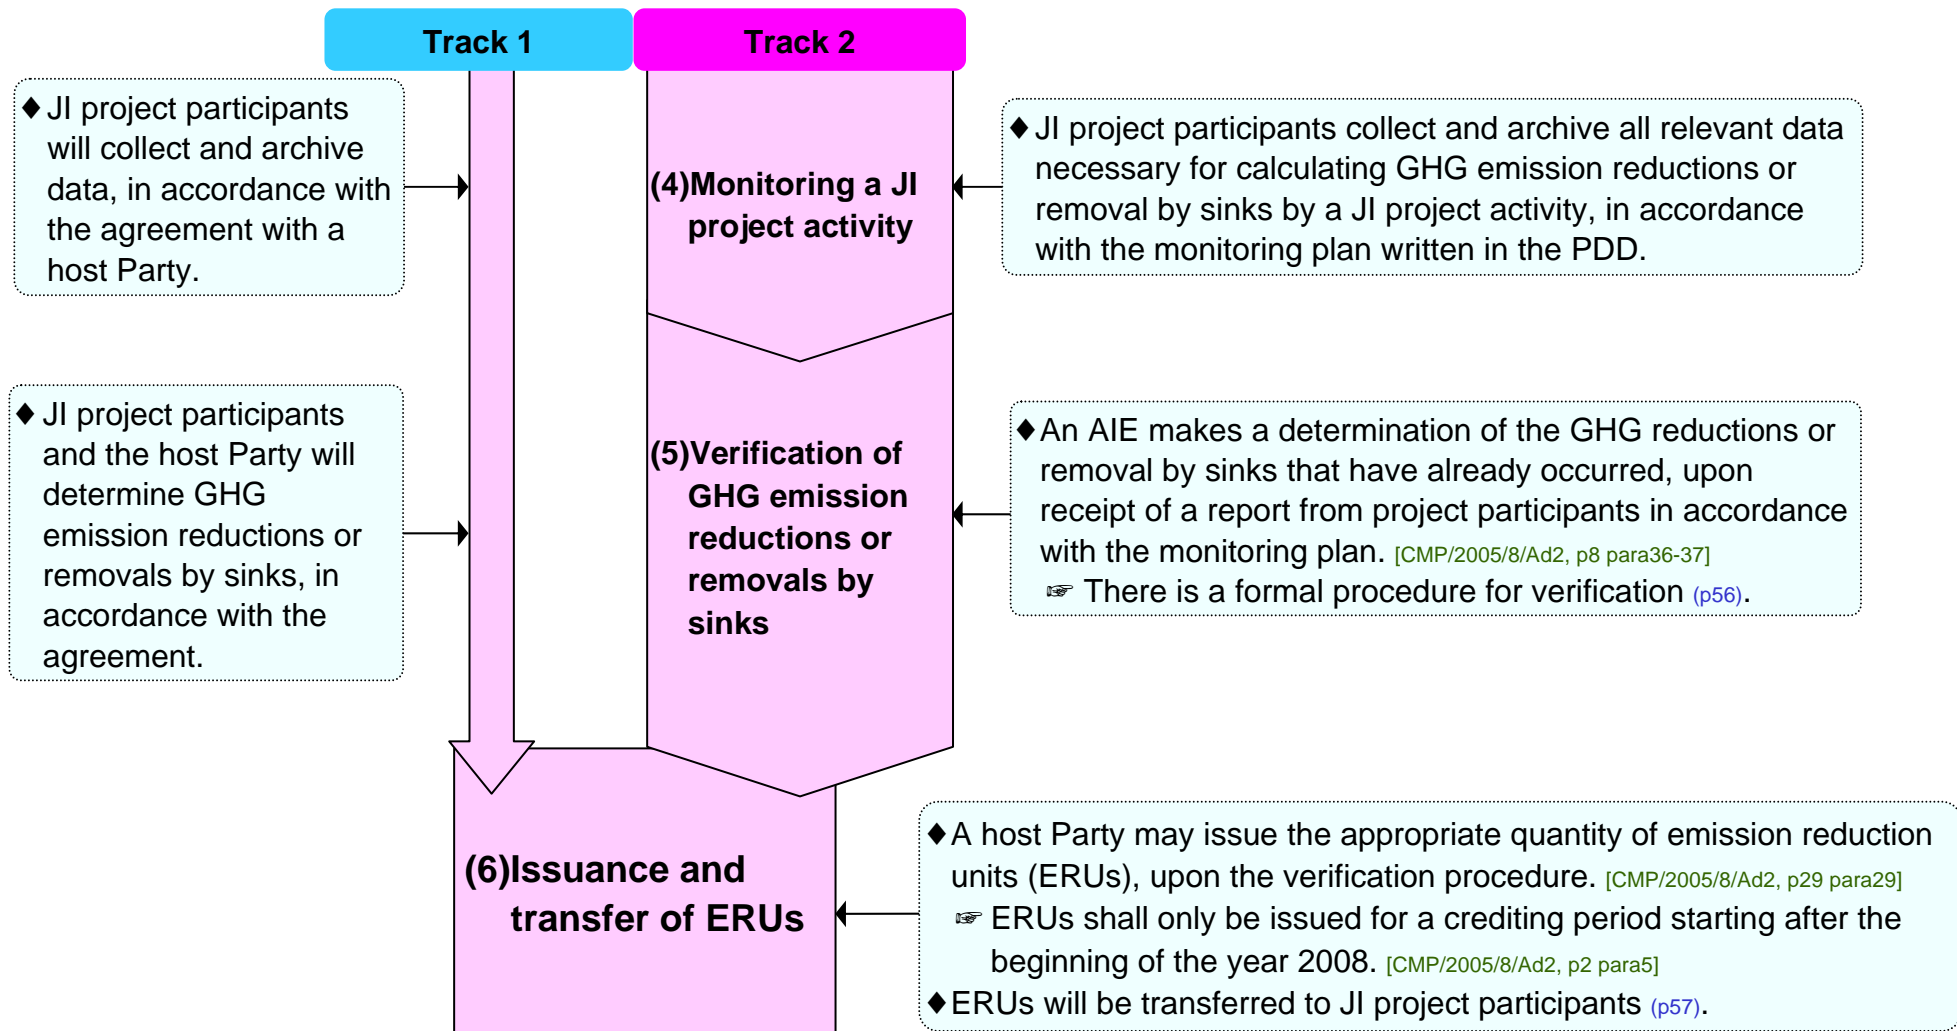 Track 1
Track 2
♦ JI project participants
will collect and archive
data, in accordance with
the agreement with a
host Party.
(4)Monitoring a JI
project activity
♦ JI project participants collect and archive all relevant data
necessary for calculating GHG emission reductions or
removal by sinks by a JI project activity, in accordance
with the monitoring plan written in the PDD.
♦ JI project participants
and the host Party will
determine GHG
emission reductions or
removals by sinks, in
accordance with the
agreement.
(5)Verification of
GHG emission
reductions or
removals by
sinks
♦ An AIE makes a determination of the GHG reductions or
removal by sinks that have already occurred, upon
receipt of a report from project participants in accordance
with the monitoring plan. [CMP/2005/8/Ad2, p8 para36-37]
☞ There is a formal procedure for verification (p56).
(6)Issuance and
transfer of ERUs
♦ A host Party may issue the appropriate quantity of emission reduction
units (ERUs), upon the verification procedure. [CMP/2005/8/Ad2, p29 para29]
☞ ERUs shall only be issued for a crediting period starting after the
beginning of the year 2008. [CMP/2005/8/Ad2, p2 para5]
♦ ERUs will be transferred to JI project participants (p57).